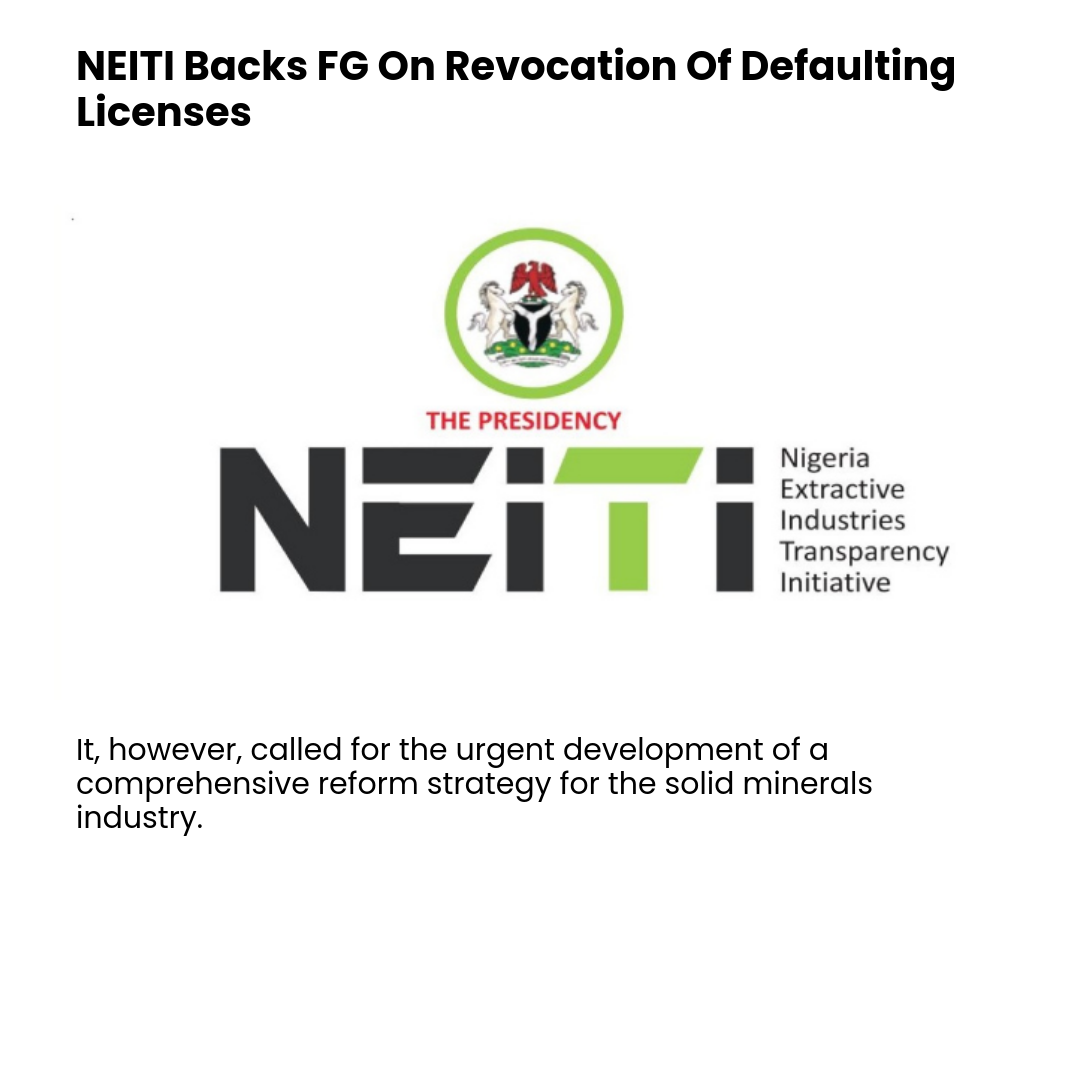 NEITI Backs FG On Revocation Of Defaulting
Licenses
THE PRESIDENCY
NEiTi
Nigeria
Extractive
Industries
Transparency
Initiative
It, however, called for the urgent development of a
comprehensive reform strategy for the solid minerals
industry.